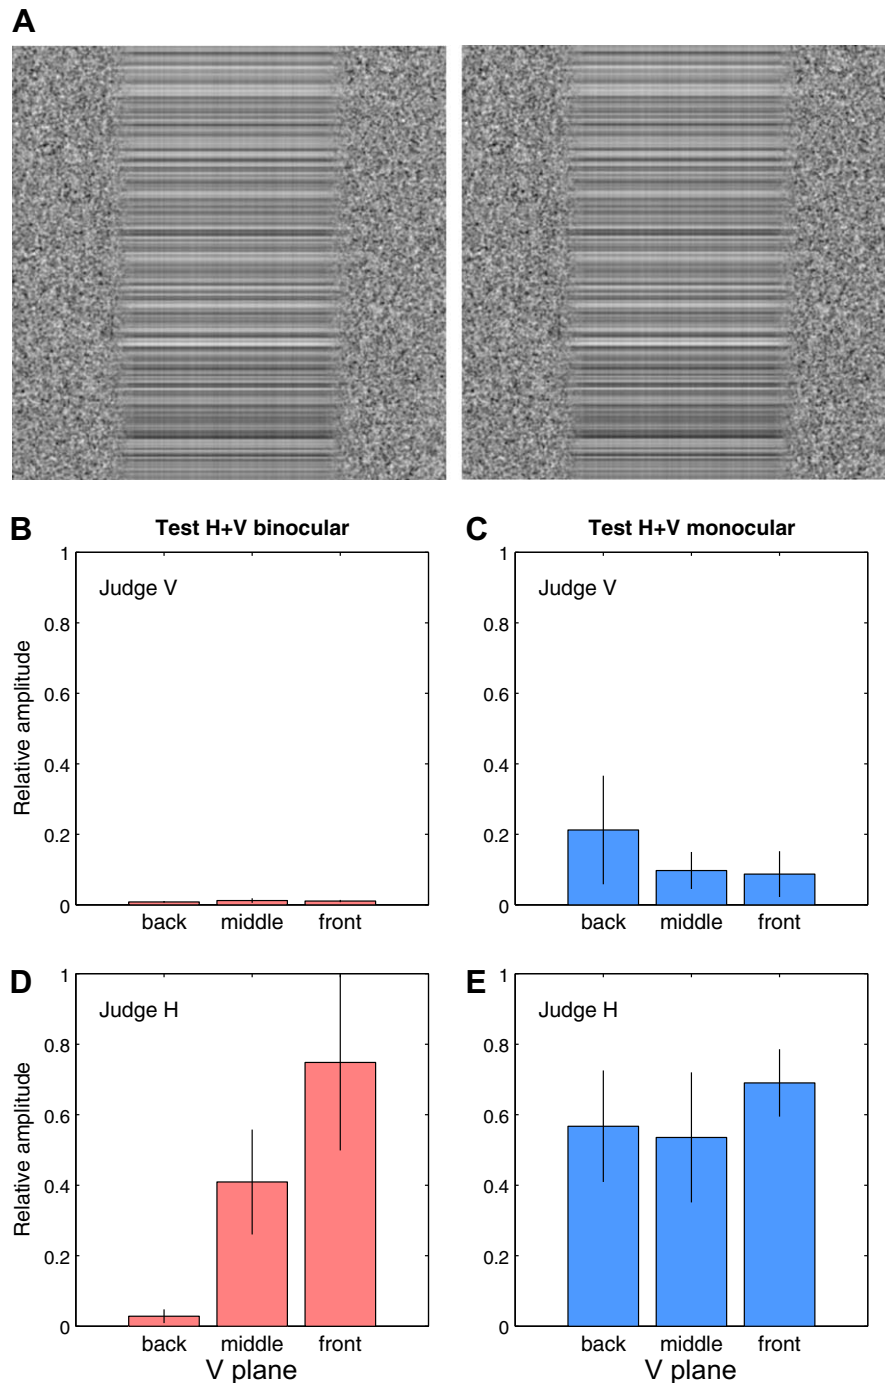 A
B
Test H+V binocular
C
Test H+V monocular
Relative amplitude
1
0.8
0.6
0.4
0.2
0
Judge V
back middle front
1
0.8
0.6
0.4
0.2
0
Judge V
back middle front
D
Relative amplitude
1
0.8
0.6
0.4
0.2
0
Judge H
back middle front
V plane
E
1
0.8
0.6
0.4
0.2
0
Judge H
back middle front
V plane